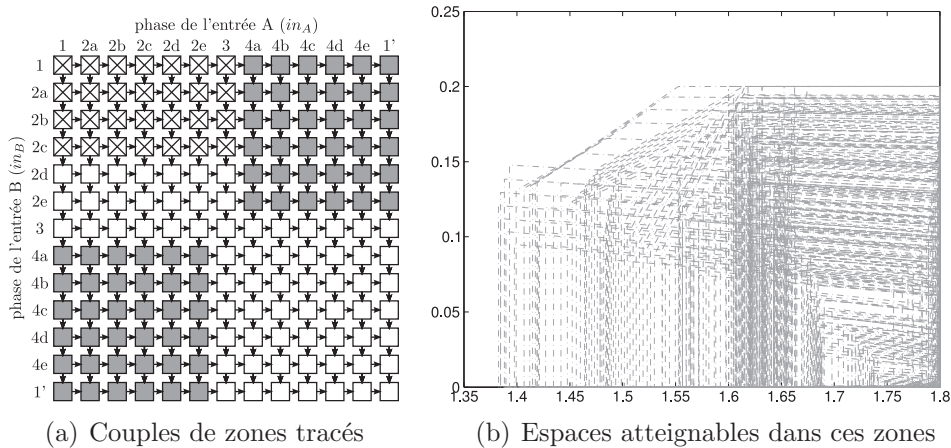 phase de l'entrée A (in_A)
1 2a 2b 2c 2d 2e 3 4a 4b 4c 4d 4e 1'
phase de l'entrée B (in_B)
1
2a
2b
2c
2d
2e
3
4a
4b
4c
4d
4e
1'
(a) Couples de zones tracés
0.25
0.2
0.15
0.1
0.05
0
1.35 1.4 1.45 1.5 1.55 1.6 1.65 1.7 1.75 1.8
(b) Espaces atteignables dans ces zones